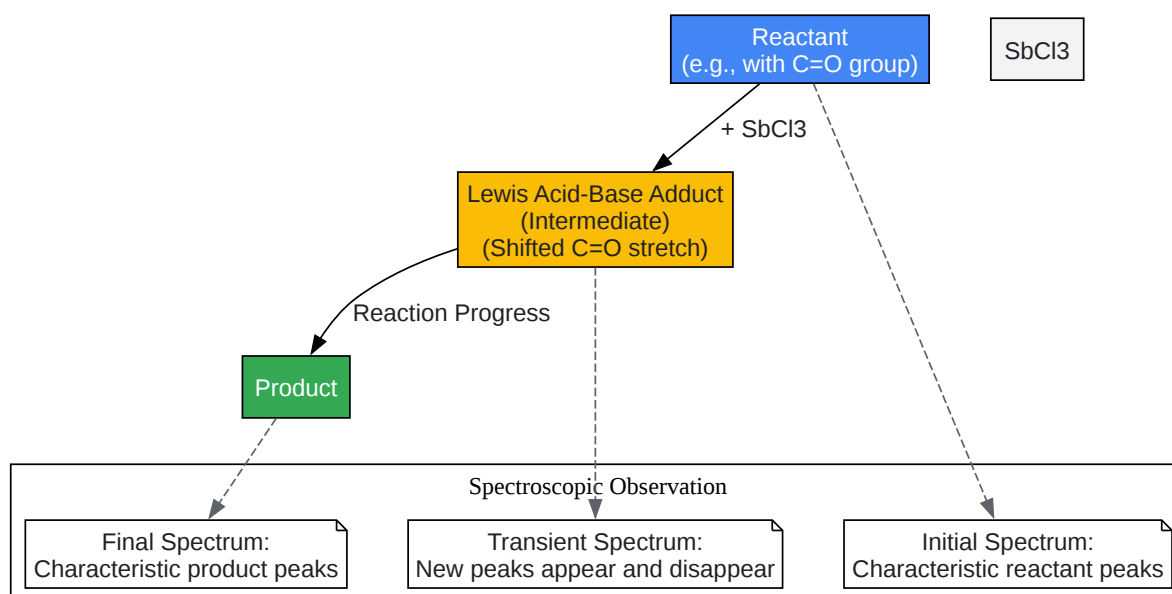 Reactant
(e.g., with C=O group)
SbCl3
+ SbCl3
Lewis Acid-Base Adduct
(Intermediate)
(Shifted C=O stretch)
Reaction Progress
Product
Spectroscopic Observation
Final Spectrum:
Characteristic product peaks
Transient Spectrum:
New peaks appear and disappear
Initial Spectrum:
Characteristic reactant peaks